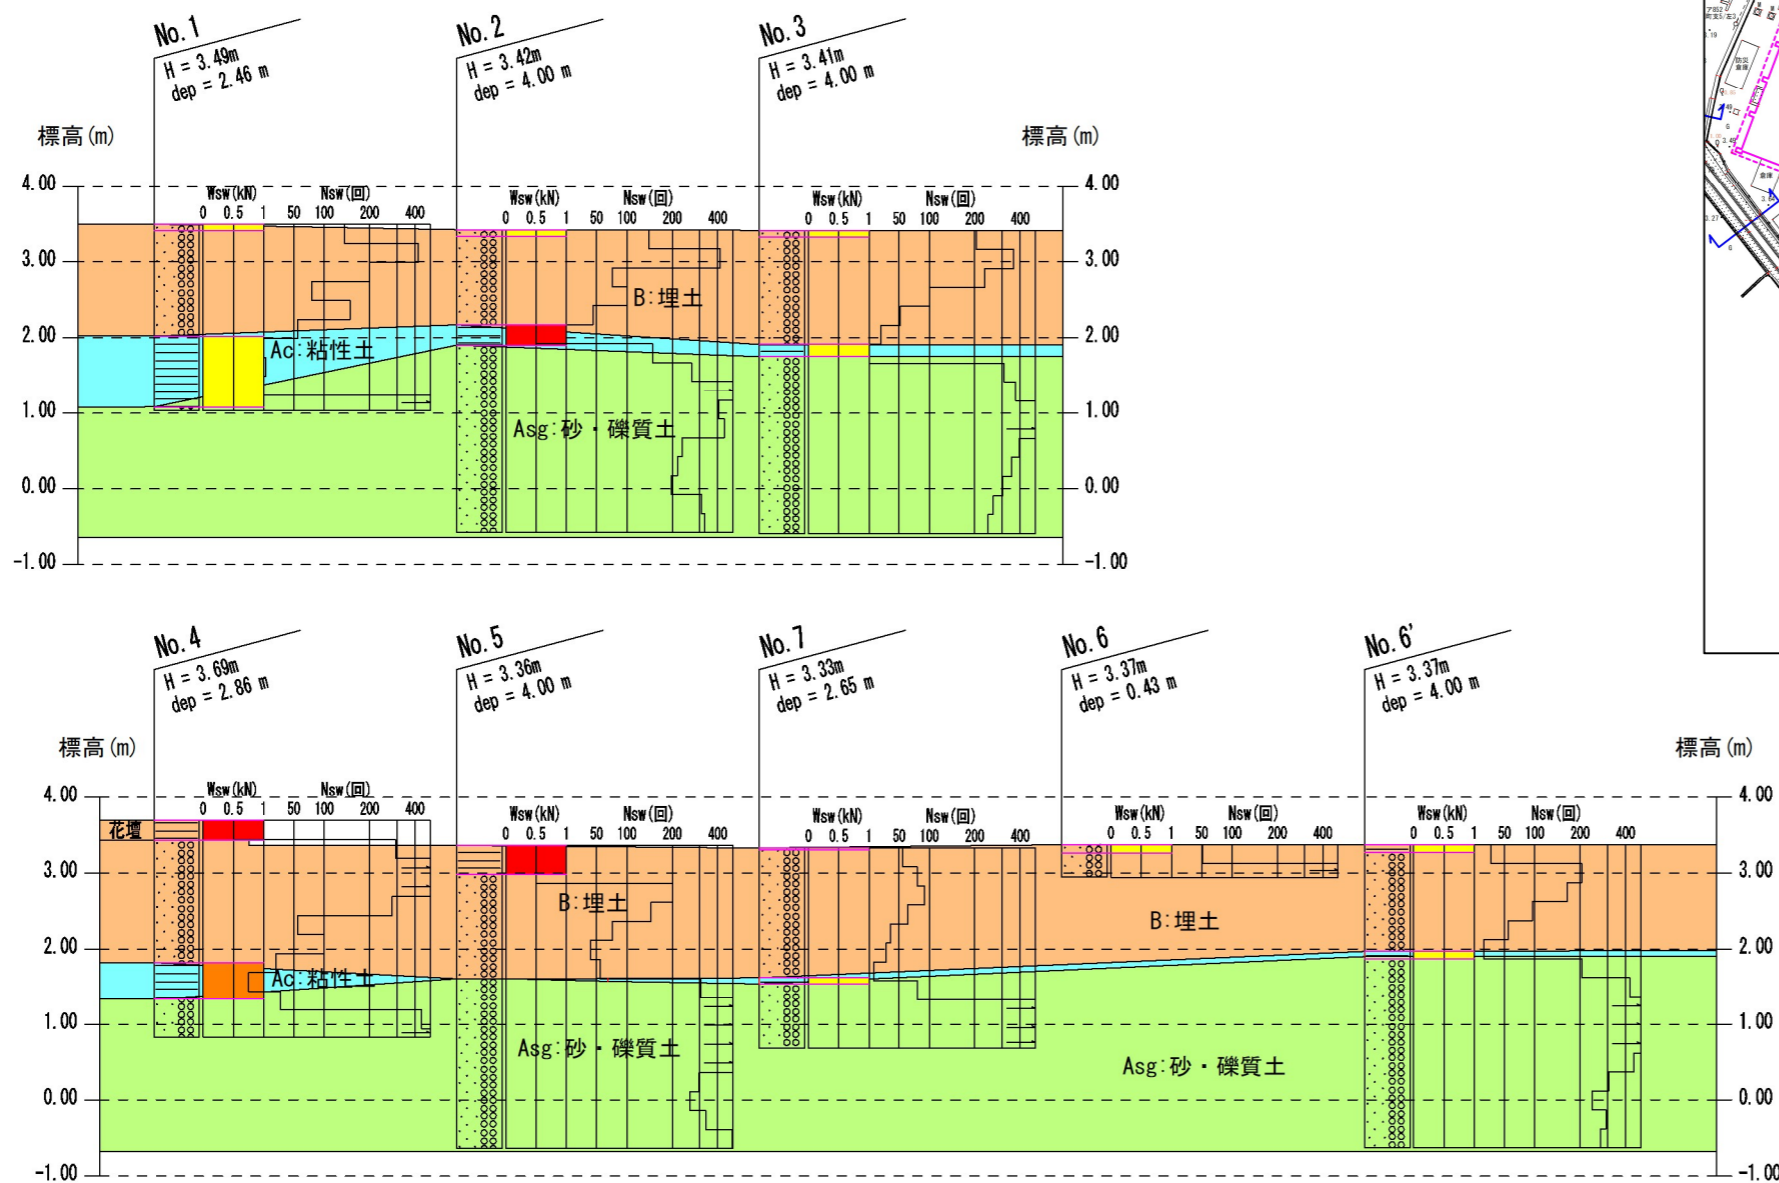 No.1
H = 3.49m
dep = 2.46 m
No.2
H = 3.42m
dep = 4.00 m
No.3
H = 3.41m
dep = 4.00 m
標高(m)
標高(m)
4.00
3.00
2.00
1.00
0.00
-1.00
Wsw(kN) Nsw(回)
0 0.5 1 50 100 200 400
Wsw(kN) Nsw(回)
0 0.5 1 50 100 200 400
Wsw(kN) Nsw(回)
0 0.5 1 50 100 200 400
B:埋土
Ac:粘性土
Asg:砂・礫質土
4.00
3.00
2.00
1.00
0.00
-1.00
防災
倉庫
倉庫
No.4
H = 3.69m
dep = 2.86 m
No.5
H = 3.36m
dep = 4.00 m
No.7
H = 3.33m
dep = 2.65 m
No.6
H = 3.37m
dep = 0.43 m
No.6'
H = 3.37m
dep = 4.00 m
標高(m)
標高(m)
4.00
3.00
2.00
1.00
0.00
-1.00
Wsw(kN) Nsw(回)
0 0.5 1 50 100 200 400
Wsw(kN) Nsw(回)
0 0.5 1 50 100 200 400
Wsw(kN) Nsw(回)
0 0.5 1 50 100 200 400
Wsw(kN) Nsw(回)
0 0.5 1 50 100 200 400
Wsw(kN) Nsw(回)
0 0.5 1 50 100 200 400
花壇
B:埋土
B:埋土
Ac:粘性土
Asg:砂・礫質土
Asg:砂・礫質土
4.00
3.00
2.00
1.00
0.00
-1.00